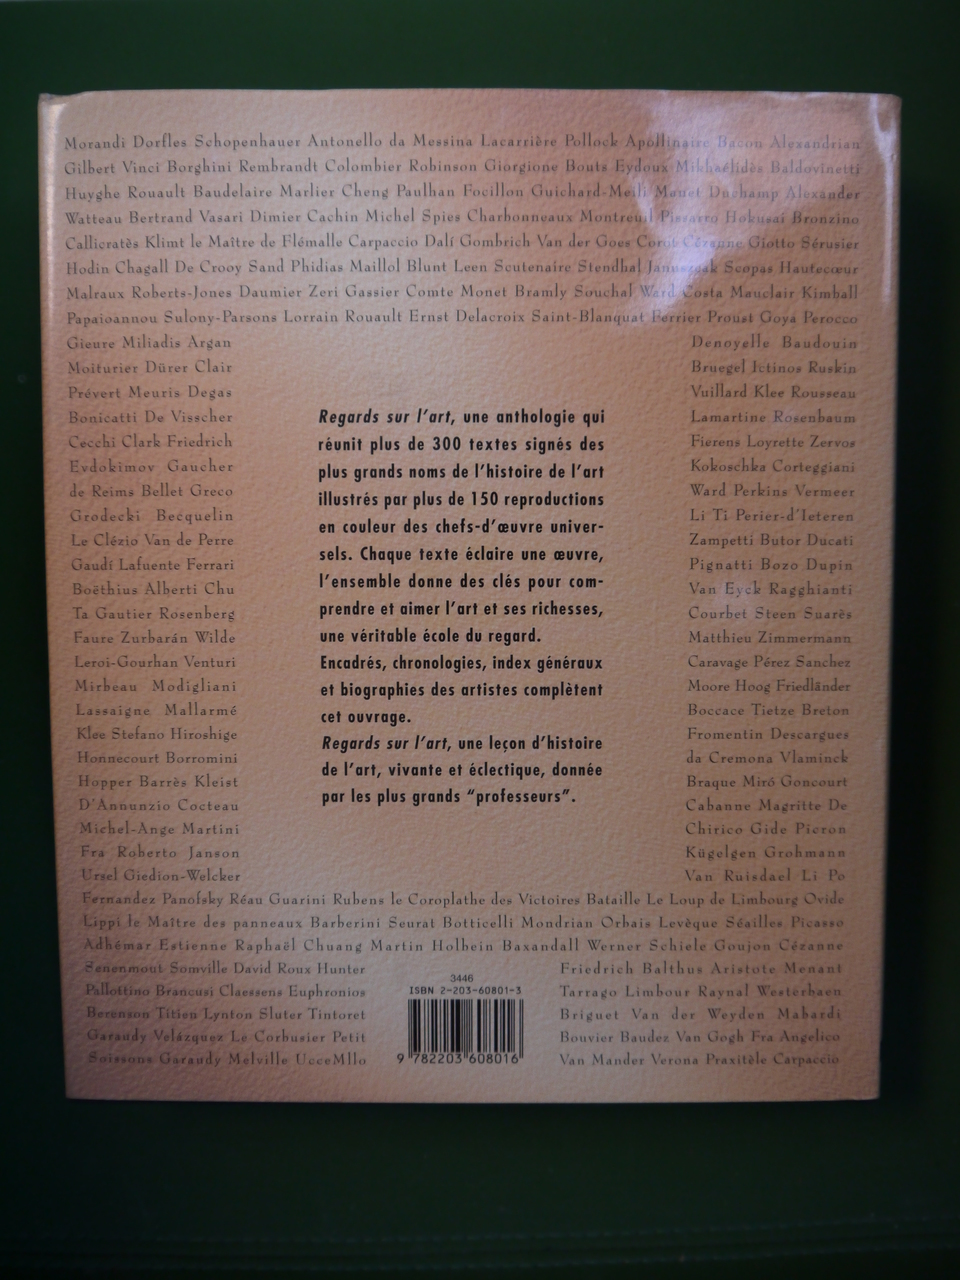 Morandi Dorfles Schopenhauer Antonello da Messina Lacarrière Pollock Apollinaire Bacon Alexandrian
Gilbert Vinci Borghini Rembrandt Colombier Robinson Giorgione Bouts Eydoux Mikhaélidès Baldovinetti
Huyghe Rouault Baudelaire Marlier Cheng Paulhan Focillon Guichard-Meili Manet Duchamp Alexander
Watteau Bertrand Vasari Dimier Cachin Michel Spies Charbonneaux Montreuil Pissarro Hokusai Bronzino
Callicratès Klimt le Maître de Flémalle Carpaccio Dalí Gombrich Van der Goes Corot Cézanne Giotto Sérusier
Hodin Chagall De Crooy Sand Phidias Maillol Blunt Leen Scutenaire Stendhal Scopas Hautecœur
Malraux Roberts-Jones Daumier Zeri Gassier Comte Monet Bramly Souchal Ward Costa Mauclair Kimball
Papaioannou Sulony-Parsons Lorrain Rouault Ernst Delacroix Saint-Blanquat Ferrier Proust Goya Perocco
Gieure Miliadis Argan
Moiturier Dürer Clair
Prévert Meuris Degas
Bonicatti De Visscher
Cecchi Clark Friedrich
Evdokimov Gaucher
de Reims Bellet Greco
Grodecki Becquelin
Le Clézio Van de Perre
Gaudí Lafuente Ferrari
Boëthius Alberti Chu
Ta Gautier Rosenberg
Faure Zurbarán Wilde
Leroi-Gourhan Venturi
Mirbeau Modigliani
Lassaigne Mallarmé
Klee Stefano Hiroshige
Honnecourt Borromini
Hopper Barrès Kleist
D'Annunzio Cocteau
Michel-Ange Martini
Fra Roberto Janson
Ursel Giedion-Welcker
Regards sur l'art, une anthologie qui
réunit plus de 300 textes signés des
plus grands noms de l'histoire de l'art
illustrés par plus de 150 reproductions
en couleur des chefs-d'œuvre univer-
sels. Chaque texte éclaire une œuvre,
l'ensemble donne des clés pour com-
prendre et aimer l'art et ses richesses,
une véritable école du regard.
Encadrés, chronologies, index généraux
et biographies des artistes complètent
cet ouvrage.
Regards sur l'art, une leçon d'histoire
de l'art, vivante et éclectique, donnée
par les plus grands "professeurs".
Denoyelle Baudouin
Bruegel Ictinos Ruskin
Vuillard Klee Rousseau
Lamartine Rosenbaum
Fierens Loyrette Zervos
Kokoschka Corteggiani
Ward Perkins Vermeer
Li Ti Perier-d'Ieteren
Zampetti Butor Ducati
Pignatti Bozo Dupin
Van Eyck Ragghianti
Courbet Steen Suarès
Matthieu Zimmermann
Caravage Pérez Sanchez
Moore Hoog Friedländer
Boccace Tietze Breton
Fromentin Descargues
da Cremona Vlaminck
Braque Miró Goncourt
Cabanne Magritte De
Chirico Gide Picron
Kügelgen Grohmann
Van Ruisdael Li Po
Fernandez Panofsky Réau Guarini Rubens le Coroplathe des Victoires Bataille Le Loup de Limbourg Ovide
Lippi le Maître des panneaux Barberini Seurat Botticelli Mondrian Orbais Levêque Séailles Picasso
Adhémar Estienne Raphaël Chuang Martin Holbein Baxandall Werner Schiele Goujon Cézanne
Senenmout Somville David Roux Hunter
Pallottino Brancusi Claessens Euphronios
Berenson Titien Lynton Sluter Tintoret
Garaudy Velázquez Le Corbusier Petit
Soissons Garaudy Melville UcceMllo
3446
ISBN 2-203-60801-3
9 782203 608016
Friedrich Balthus Aristote Menant
Tarrago Limbour Raynal Westerhaen
Briguet Van der Weyden Mabardi
Bouvier Baudez Van Gogh Fra Angelico
Van Mander Verona Praxitèle Carpaccio